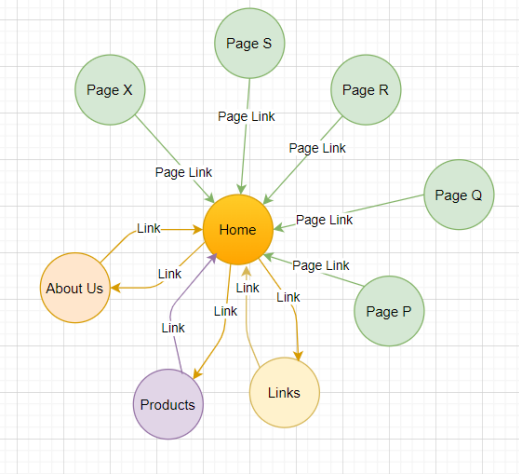 Page S
Page X
Page R
Page Link
Page Link
Page Link
Page Q
Page Link
Link
Home
Page Link
Link
About Us
Link
Link
Page P
Link
Link
Links
Products